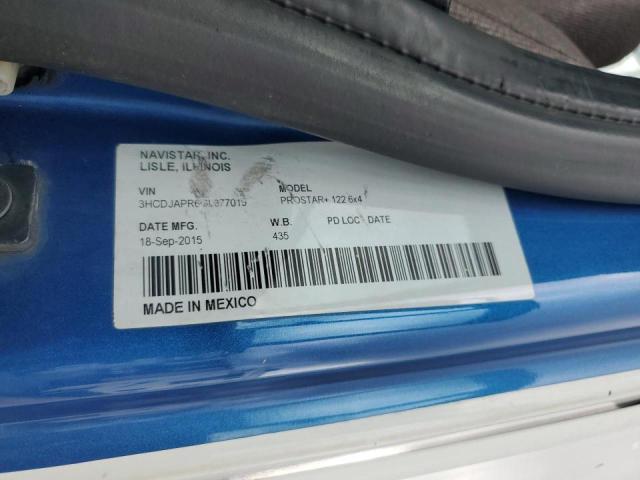 NAVISTAR, INC.
LISLE, ILLINOIS
VIN MODEL
PROSTAR+ 122 6x4
DATE MFG. W.B. PD LOC DATE
18-Sep-2015 435
MADE IN MEXICO